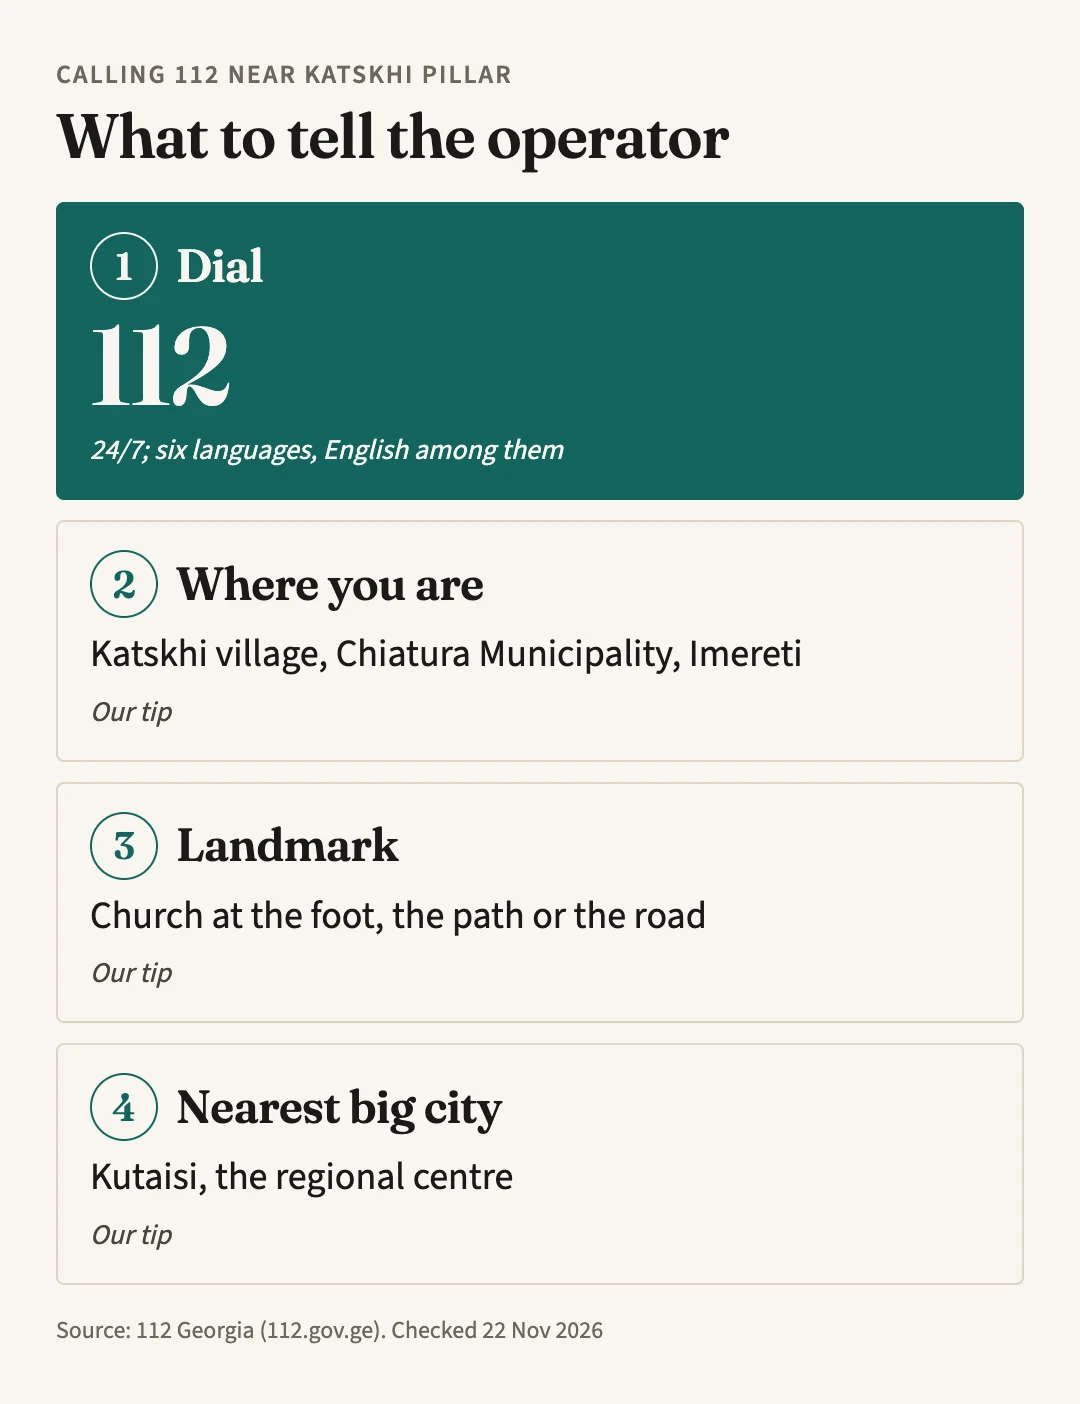 CALLING 112 NEAR KATSKHI PILLAR
What to tell the operator
1 Dial
112
24/7; six languages, English among them
2 Where you are
Katskhi village, Chiatura Municipality, Imereti
Our tip
3 Landmark
Church at the foot, the path or the road
Our tip
4 Nearest big city
Kutaisi, the regional centre
Our tip
Source: 112 Georgia (112.gov.ge). Checked 22 Nov 2026